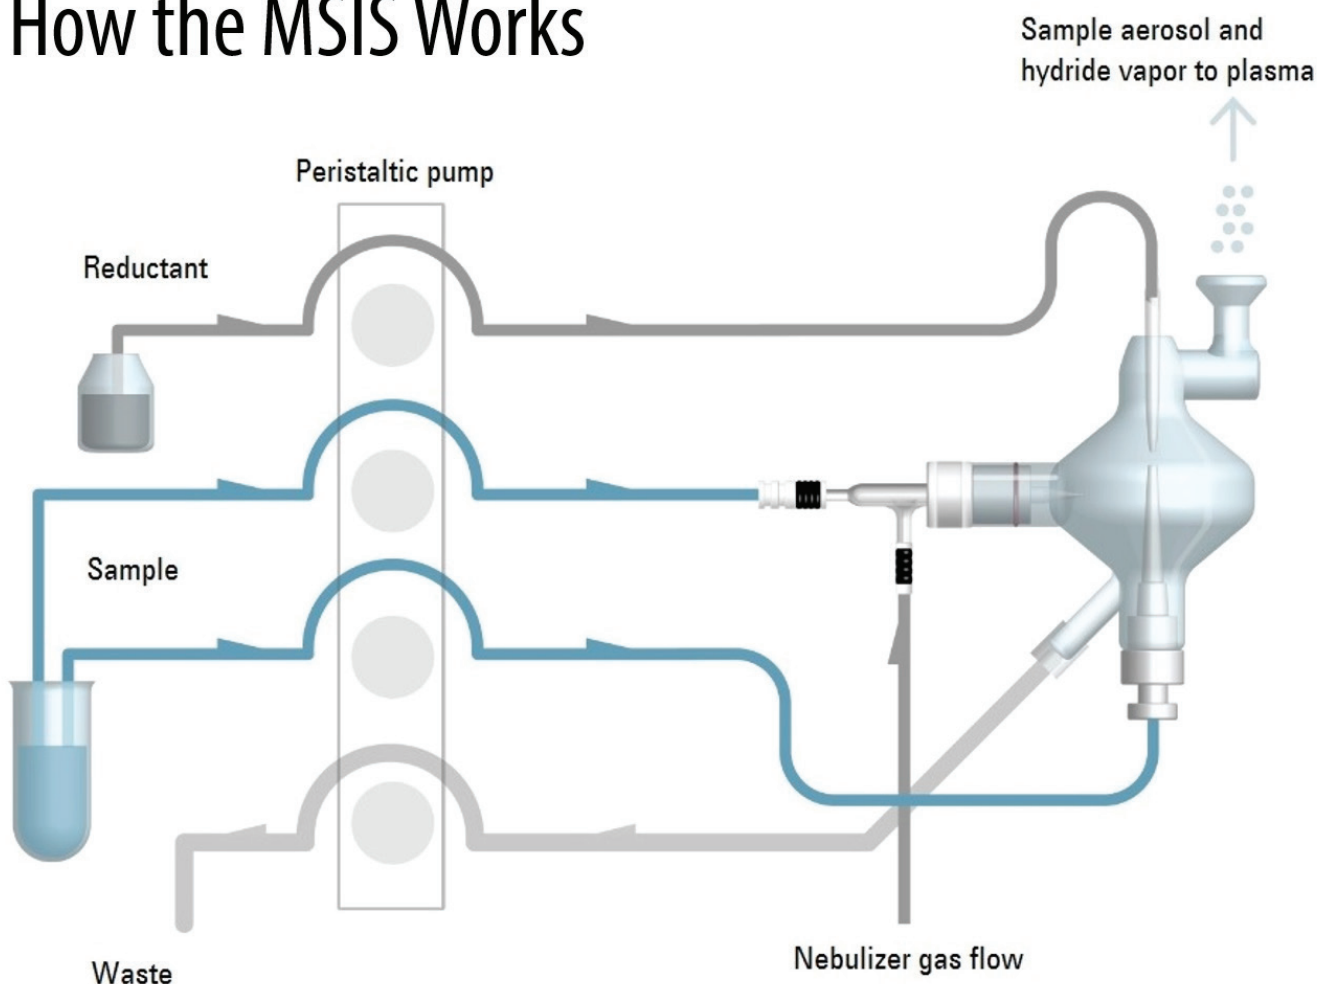 How the MSIS Works
Sample aerosol and
hydride vapor to plasma
Peristaltic pump
Reductant
Sample
Nebulizer gas flow
Waste